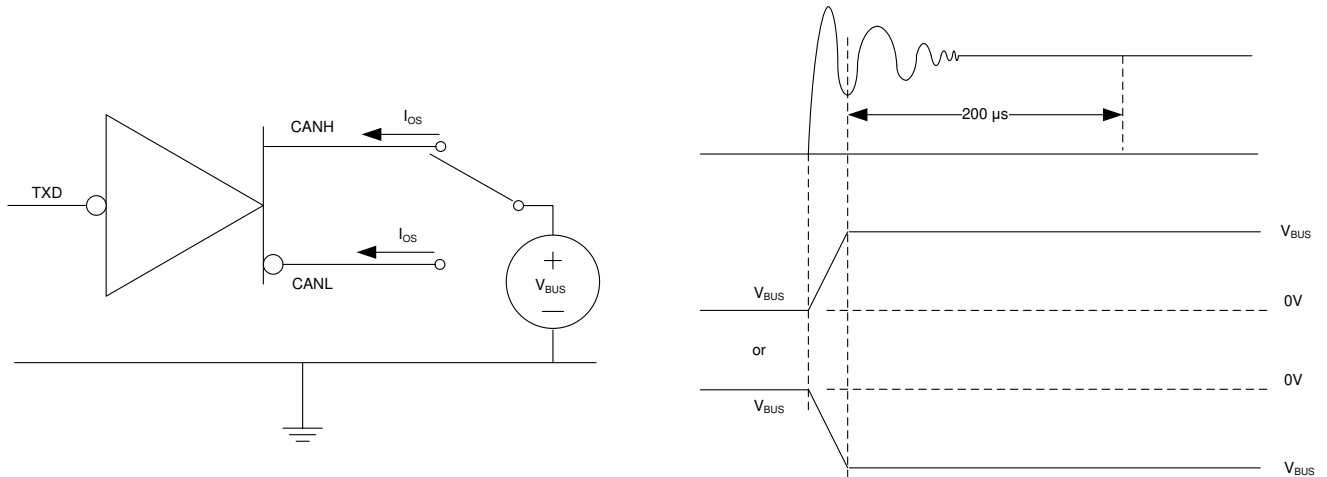 CANH
I_OS
TXD
I_OS
CANL
+
V_BUS
—
200 µs
V_BUS
V_BUS
0V
or
0V
V_BUS
V_BUS